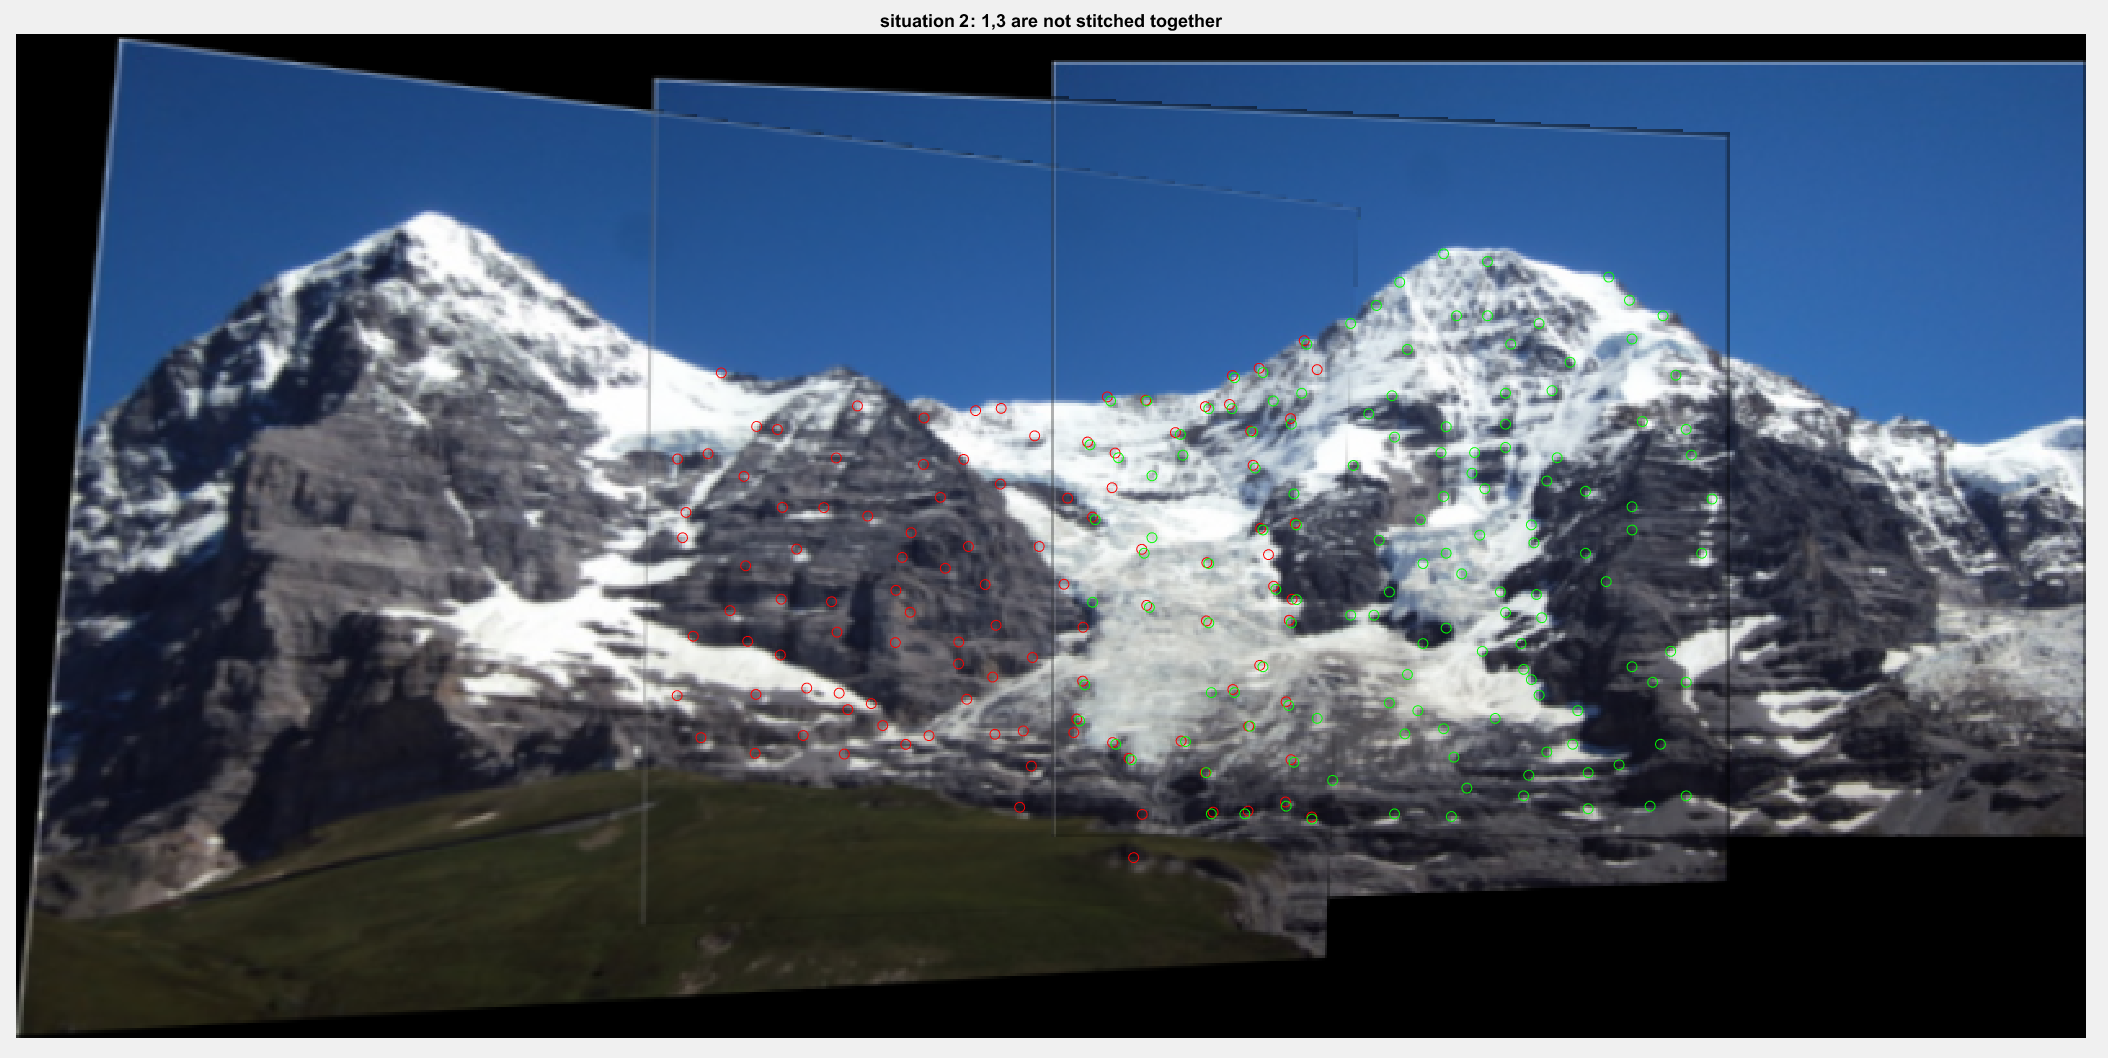 situation 2: 1,3 are not stitched together